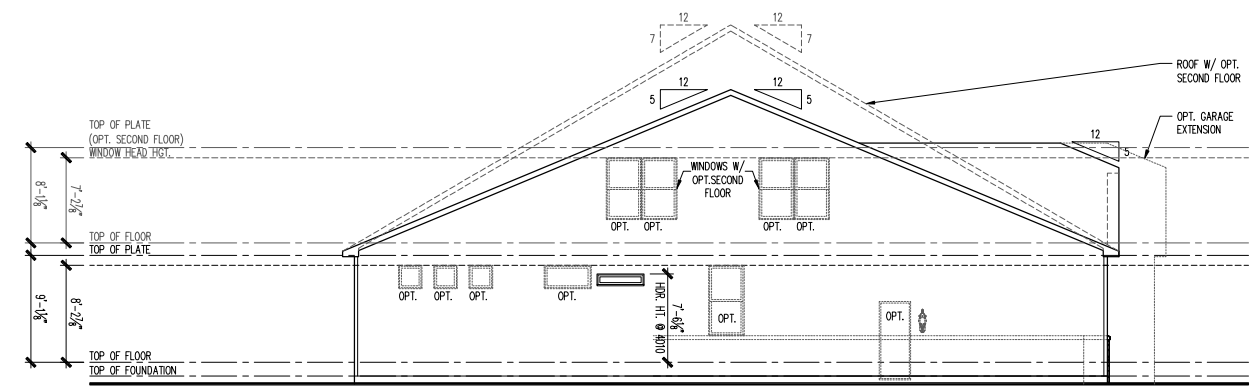 12
12
7
7
12
12
5
5
ROOF W/ OPT.
SECOND FLOOR
OPT. GARAGE
EXTENSION
12
5
TOP OF PLATE
(OPT. SECOND FLOOR)
WINDOW HEAD HGT.
8'-1⅛"
7'-2⅞"
WINDOWS W/
OPT.SECOND
FLOOR
OPT.
OPT.
OPT.
OPT.
TOP OF FLOOR
TOP OF PLATE
9'-1⅛"
8'-2⅞"
OPT.
OPT.
OPT.
OPT.
HDR. HT. @ 4010
7'-6⅛"
OPT.
OPT.
TOP OF FLOOR
TOP OF FOUNDATION